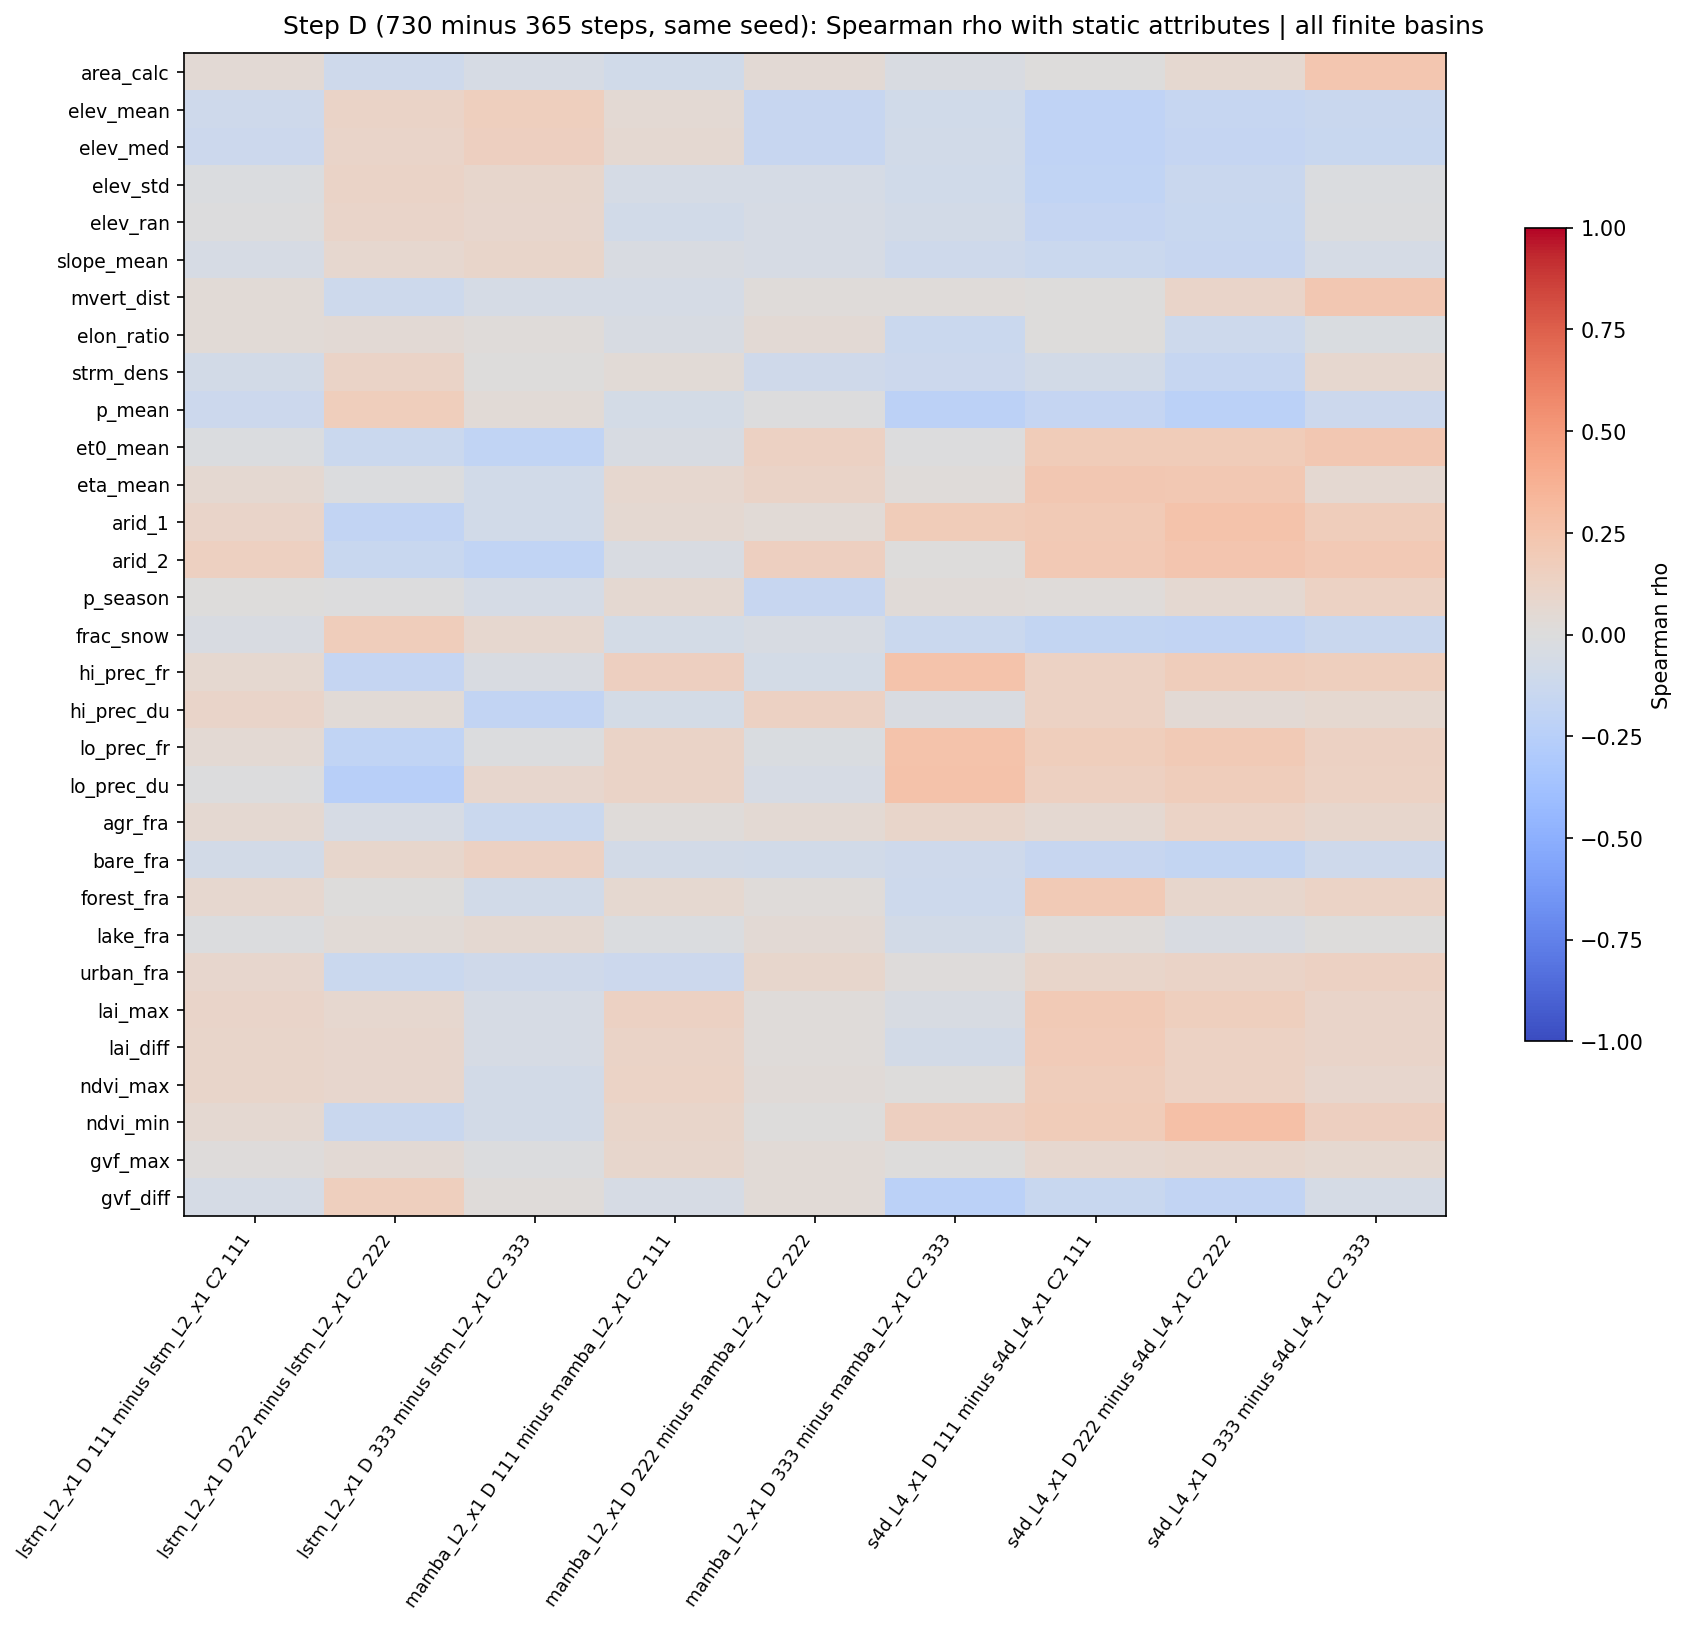 Step D (730 minus 365 steps, same seed): Spearman rho with static attributes | all finite basins
area_calc
elev_mean
elev_med
elev_std
elev_ran
slope_mean
mvert_dist
elon_ratio
strm_dens
p_mean
et0_mean
eta_mean
arid_1
arid_2
p_season
frac_snow
hi_prec_fr
hi_prec_du
lo_prec_fr
lo_prec_du
agr_fra
bare_fra
forest_fra
lake_fra
urban_fra
lai_max
lai_diff
ndvi_max
ndvi_min
gvf_max
gvf_diff
lstm_L2_x1 D 111 minus lstm_L2_x1 C2 111
lstm_L2_x1 D 222 minus lstm_L2_x1 C2 222
lstm_L2_x1 D 333 minus lstm_L2_x1 C2 333
mamba_L2_x1 D 111 minus mamba_L2_x1 C2 111
mamba_L2_x1 D 222 minus mamba_L2_x1 C2 222
mamba_L2_x1 D 333 minus mamba_L2_x1 C2 333
s4d_L4_x1 D 111 minus s4d_L4_x1 C2 111
s4d_L4_x1 D 222 minus s4d_L4_x1 C2 222
s4d_L4_x1 D 333 minus s4d_L4_x1 C2 333
1.00
0.75
0.50
0.25
0.00
−0.25
−0.50
−0.75
−1.00
Spearman rho